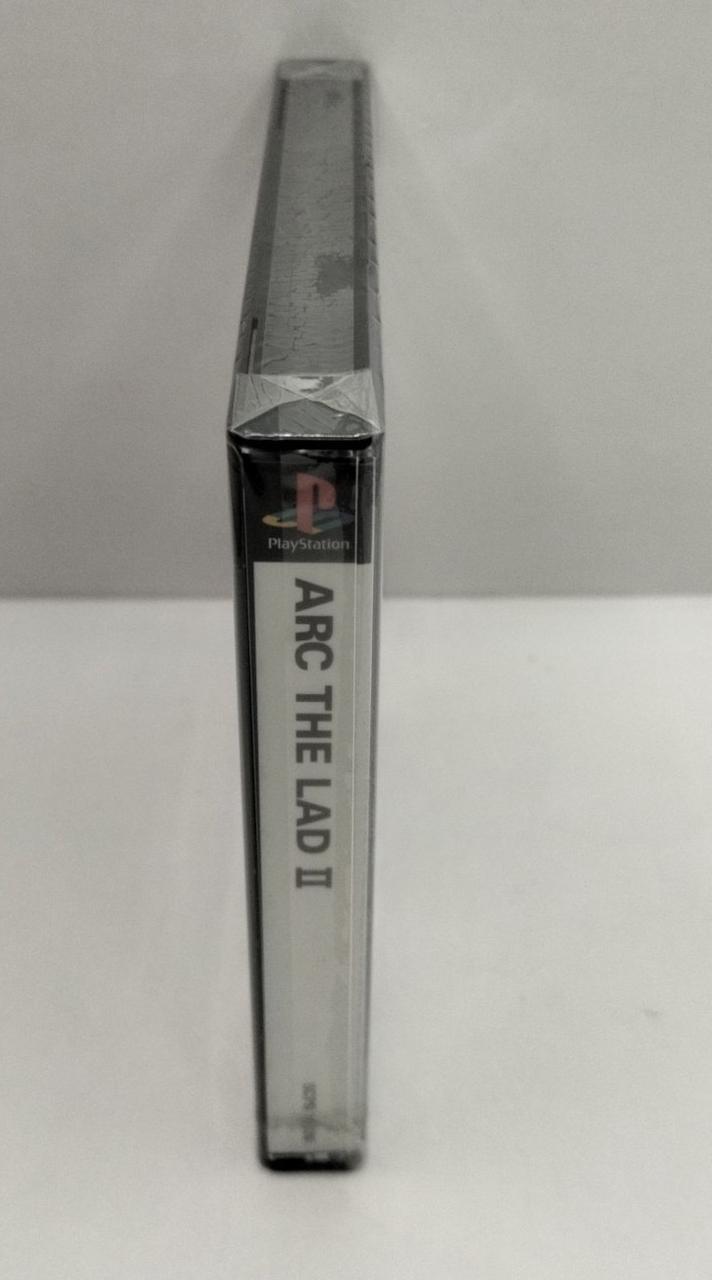 PlayStation
ARC THE LAD II